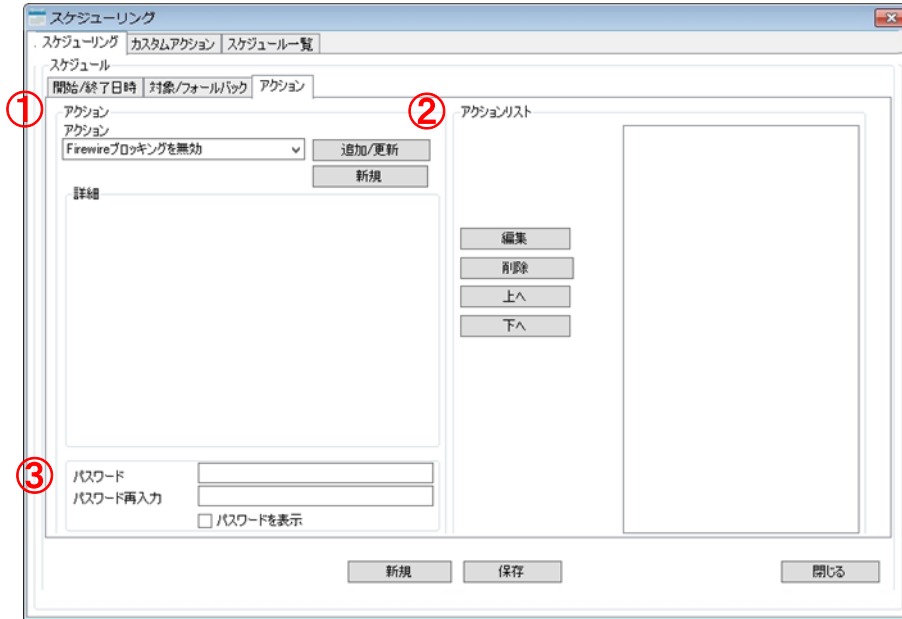 スケジューリング
スケジューリング カスタムアクション スケジュール一覧
スケジュール
開始/終了日時 対象/フォールバック アクション
① アクション ② アクションリスト
アクション
Firewireブロッキングを無効 追加/更新
新規
詳細
編集
削除
上へ
下へ
③ パスワード
パスワード再入力
パスワードを表示
新規 保存 閉じる